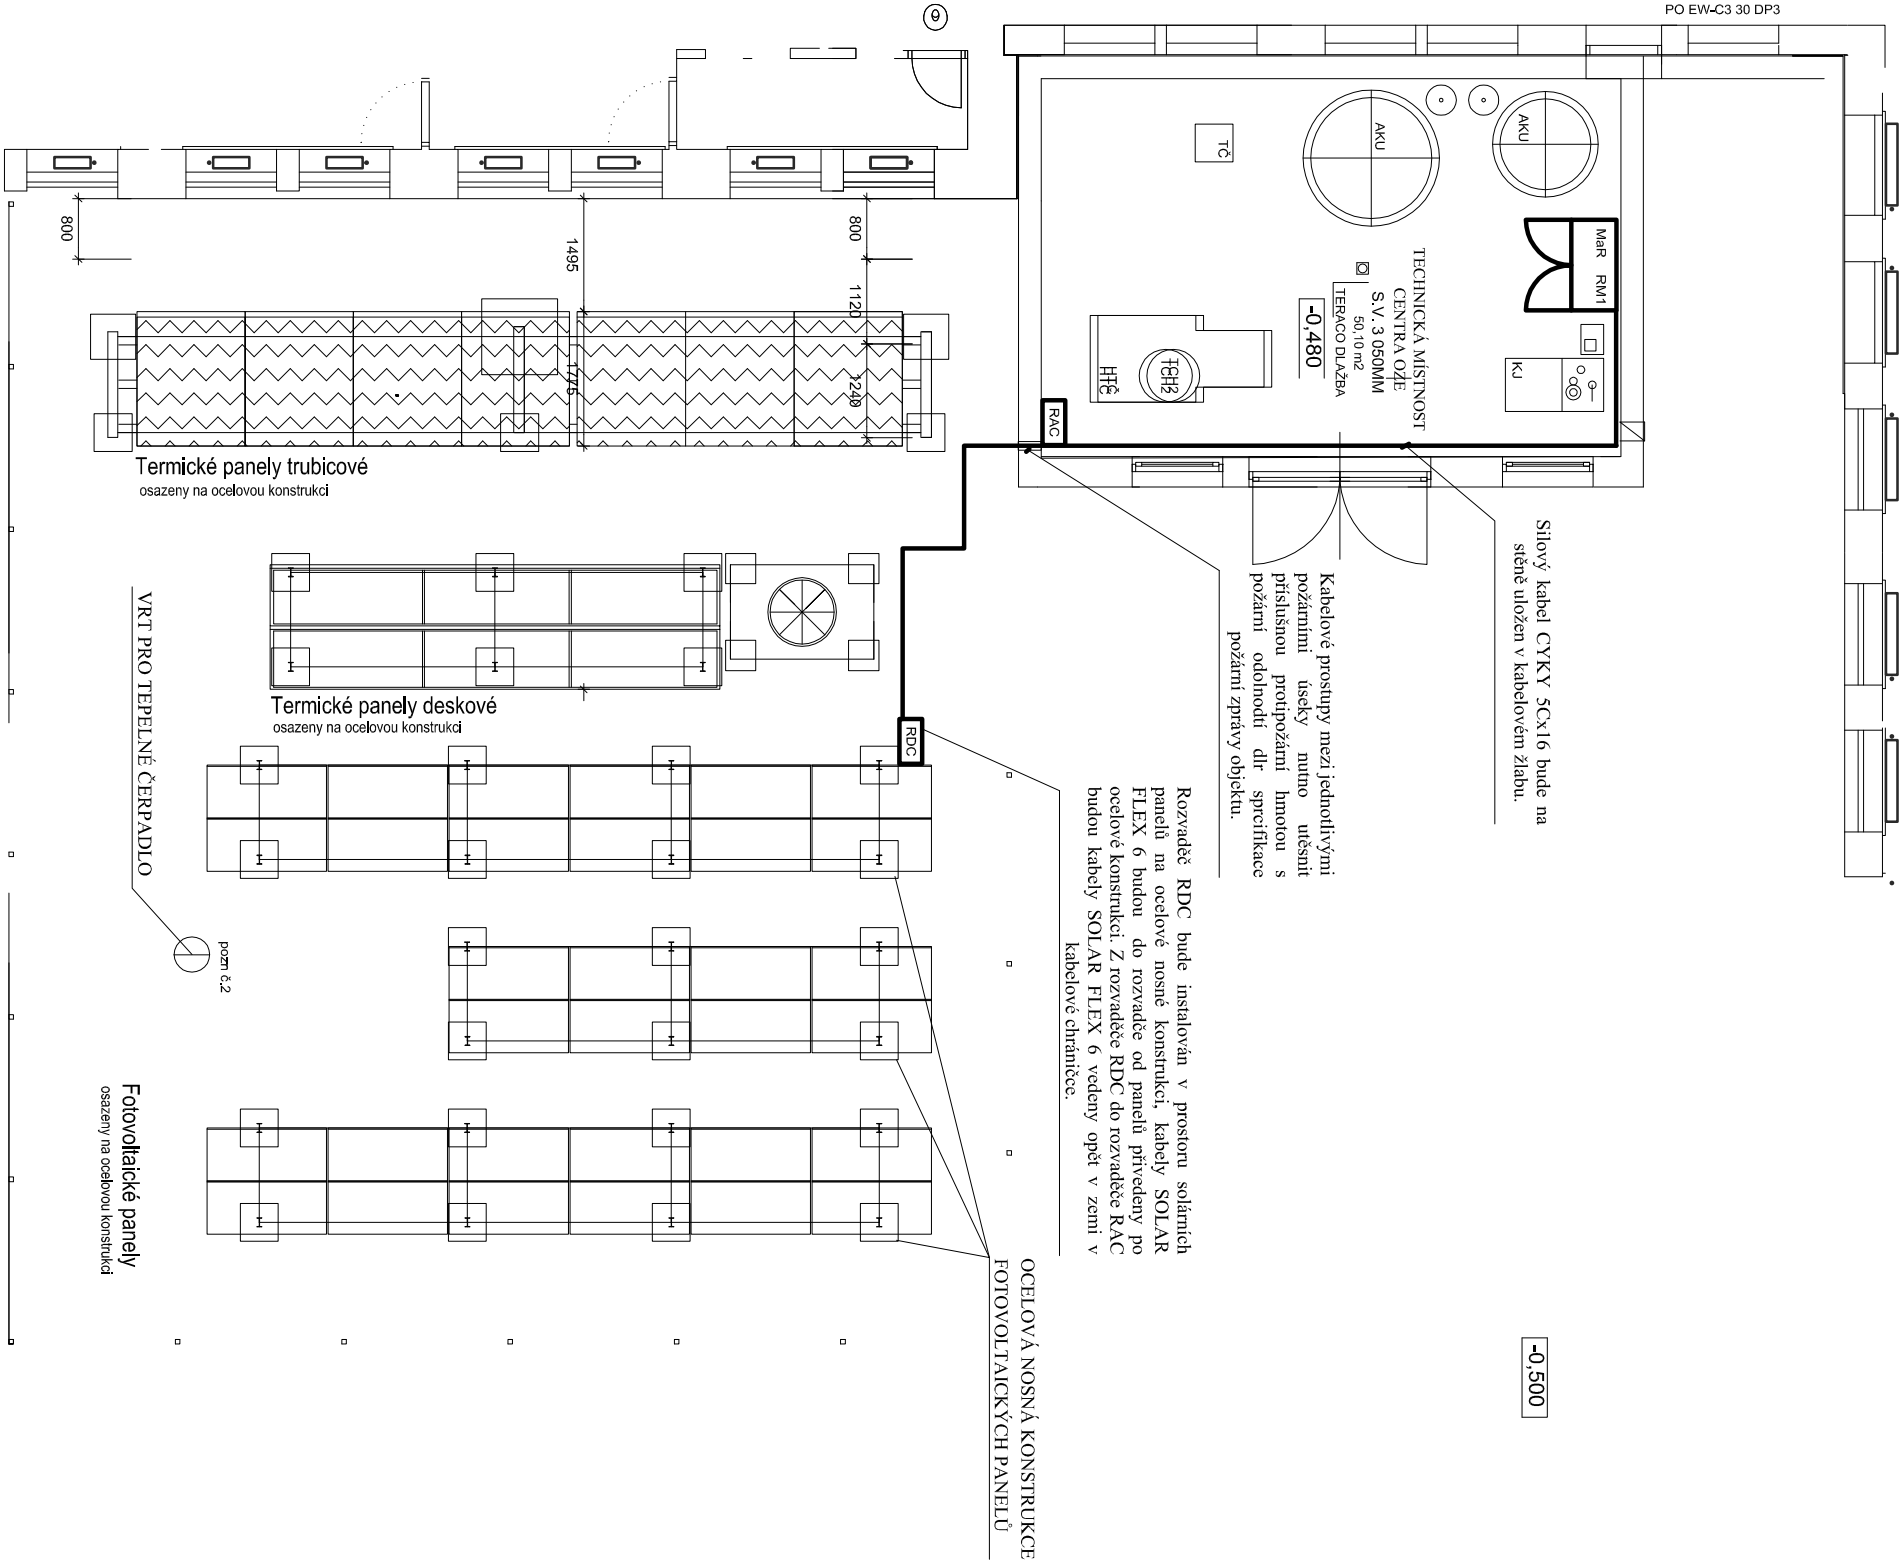 PO EW-C3 30 DP3
AKU
AKU
TČ
MaR RM1
TECHNICKÁ MÍSTNOST
CENTRA OZE
S.V. 3 050MM
50,10 m2
TERACO DLAŽBA
-0,480
KJ
TCH2
HTČ
RAC
800
1495
800
1120
1775
1240
Termické panely trubicové
osazeny na ocelovou konstrukci
Silový kabel CYKY 5Cx16 bude na
stěně uložen v kabelovém žlabu.
Kabelové prostupy mezi jednotlivými
požárními úseky nutno utěsnit
příslušnou protipožární hmotou s
požární odolnodtí dlr sprcifikace
požární zprávy objektu.
Termické panely deskové
osazeny na ocelovou konstrukci
RDC
VRT PRO TEPELNÉ ČERPADLO
pozn č.2
Rozvaděč RDC bude instalován v prostoru solárních
panelů na ocelové nosné konstrukci, kabely SOLAR
FLEX 6 budou do rozvadče od panelů přivedeny po
ocelové konstrukci. Z rozvaděče RDC do rozvaděče RAC
budou kabely SOLAR FLEX 6 vedeny opět v zemi v
kabelové chráničce.
Fotovoltaické panely
osazeny na ocelovou konstrukci
OCELOVÁ NOSNÁ KONSTRUKCE
FOTOVOLTAICKÝCH PANELŮ
-0,500